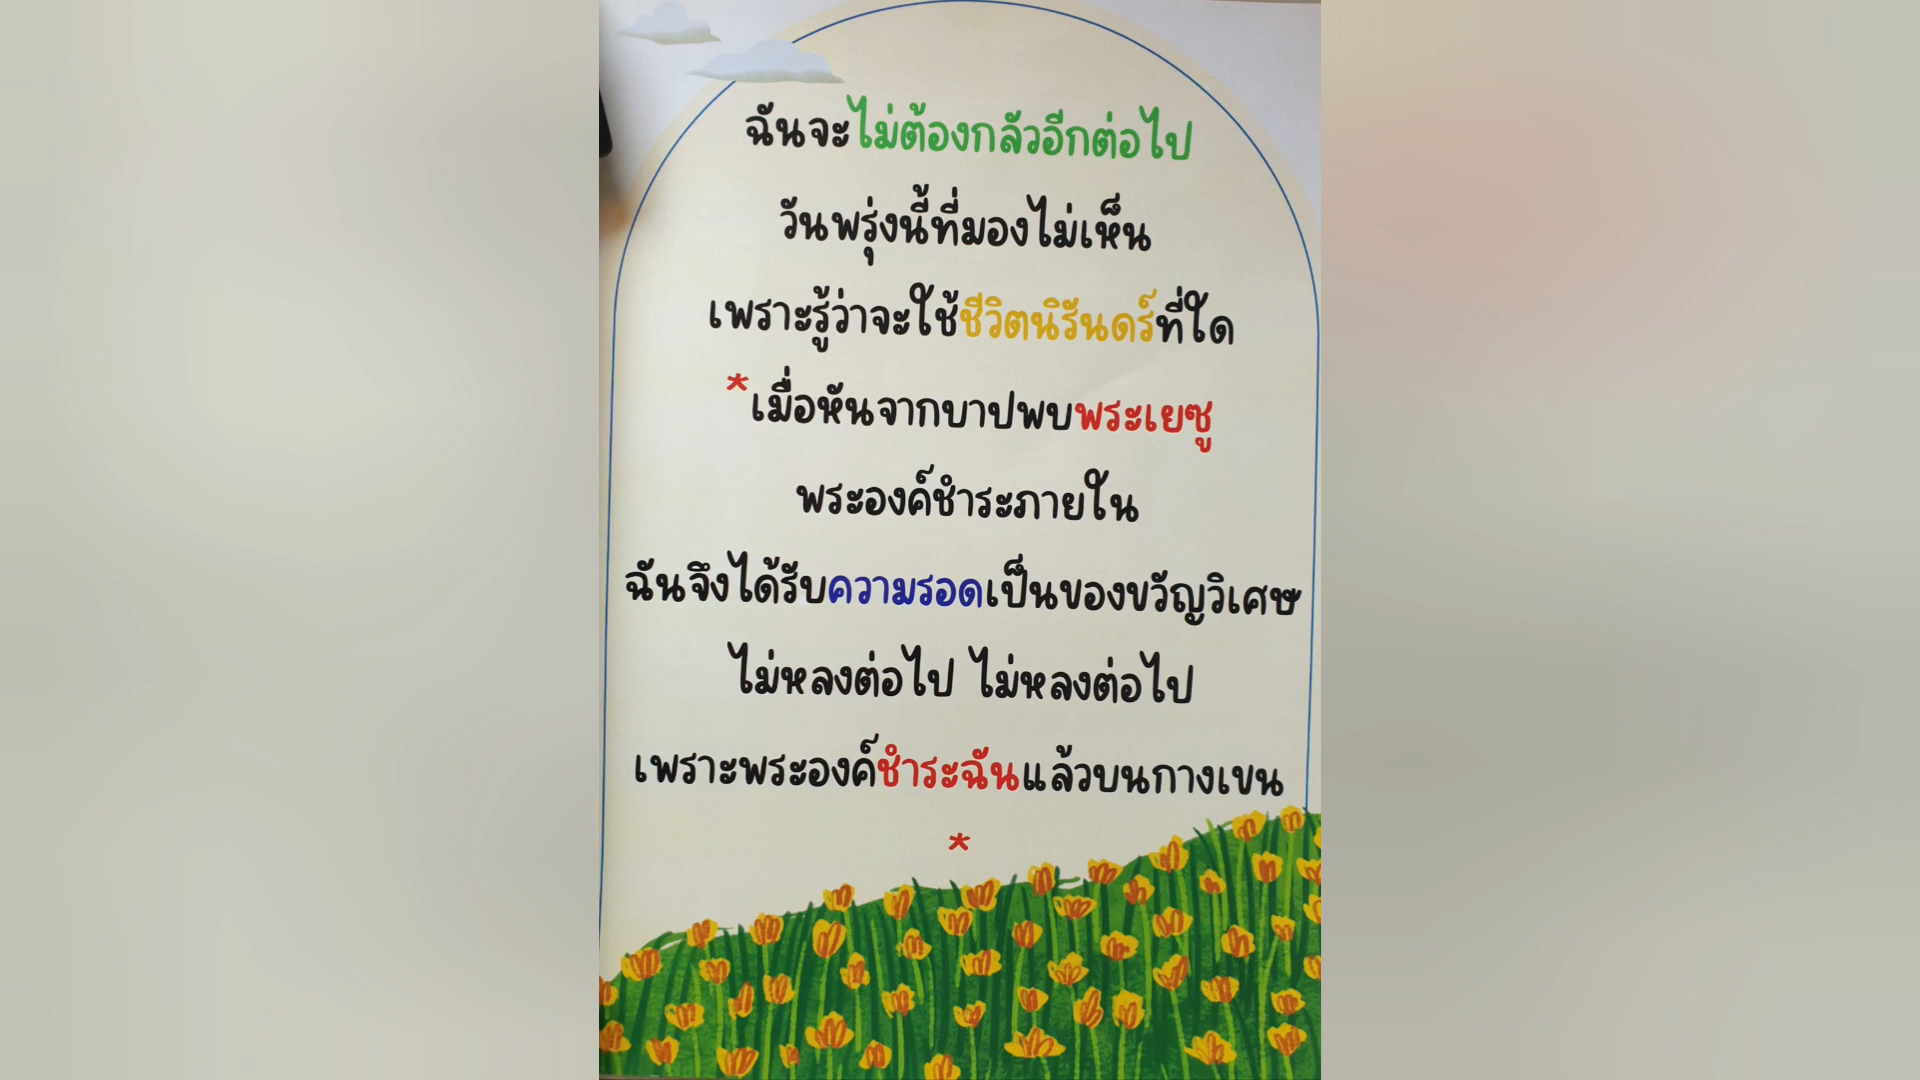 ฉันจะไม่ต้องกลัวอีกต่อไป
วันพรุ่งนี้ที่มองไม่เห็น
เพราะรู้ว่าจะใช้ชีวิตนิรันดร์ที่ใด
*เมื่อหันจากบาปพบพระเยซู
พระองค์ชำระภายใน
ฉันจึงได้รับความรอดเป็นของขวัญวิเศษ
ไม่หลงต่อไป ไม่หลงต่อไป
เพราะพระองค์ชำระฉันแล้วบนกางเขน
*